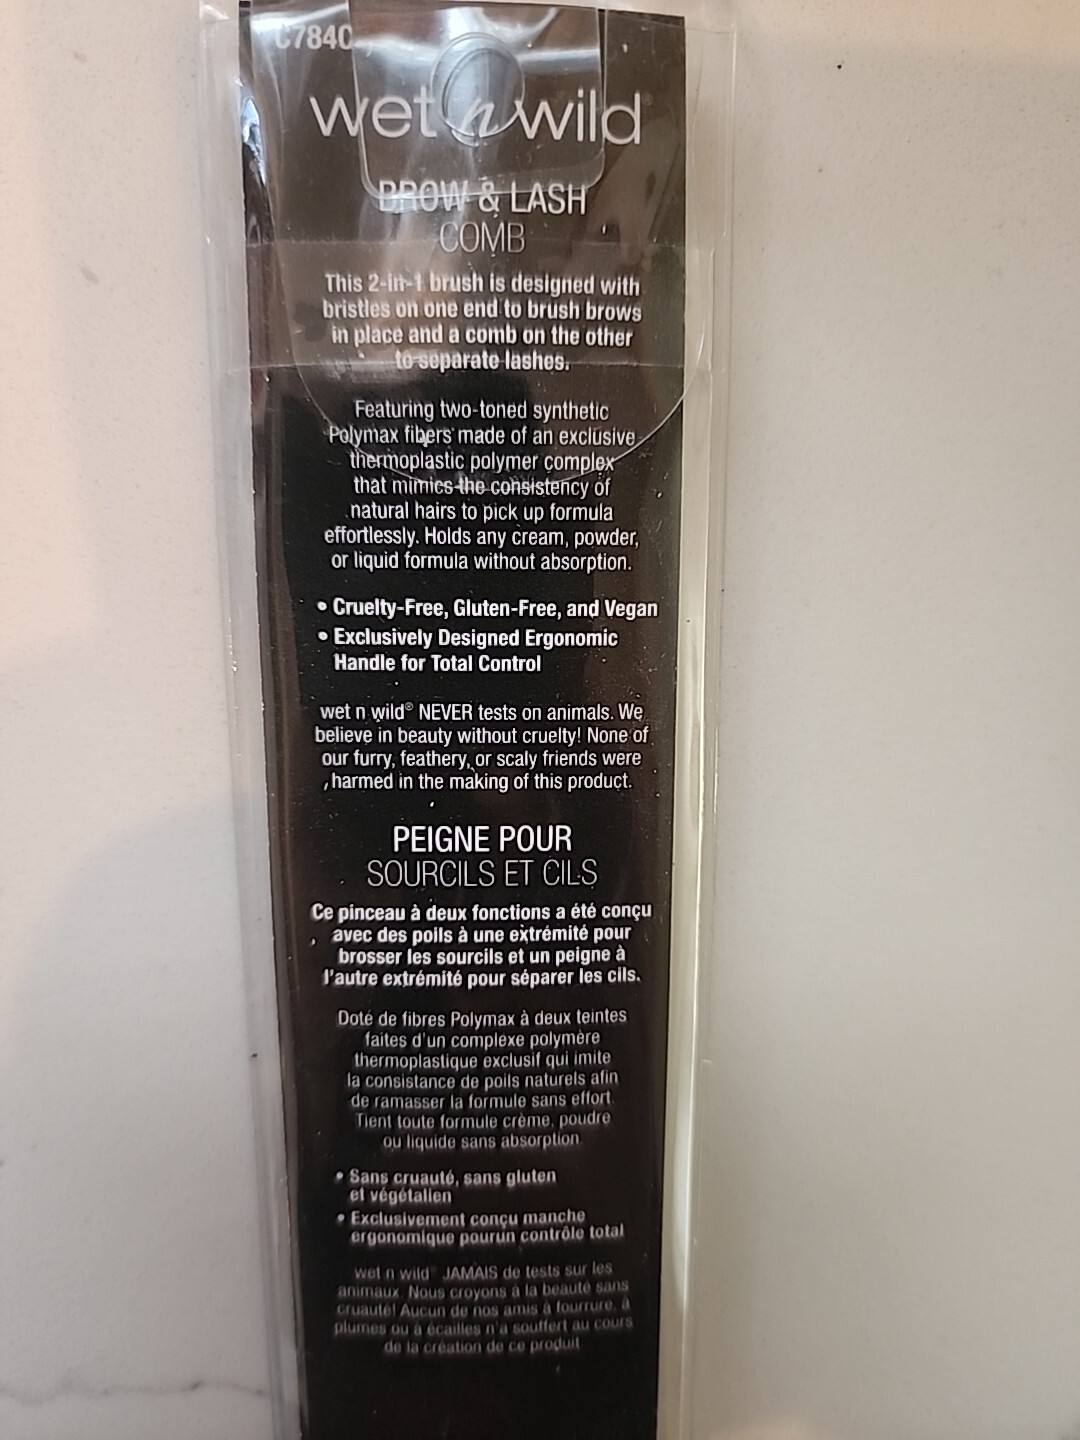 C784C
wet n wild
BROW & LASH
COMB
This 2-in-1 brush is designed with
bristles on one end to brush brows
in place and a comb on the other
to separate lashes.
Featuring two-toned synthetic
Polymax fibers made of an exclusive
thermoplastic polymer complex
that mimics the consistency of
natural hairs to pick up formula
effortlessly. Holds any cream, powder,
or liquid formula without absorption.
• Cruelty-Free, Gluten-Free, and Vegan
• Exclusively Designed Ergonomic
Handle for Total Control
wet n wild® NEVER tests on animals. We
believe in beauty without cruelty! None of
our furry, feathery, or scaly friends were
harmed in the making of this product.
PEIGNE POUR
SOURCILS ET CILS
Ce pinceau à deux fonctions a été conçu
avec des poils à une extrémité pour
brosser les sourcils et un peigne à
l'autre extrémité pour séparer les cils.
Doté de fibres Polymax à deux teintes
faites d'un complexe polymère
thermoplastique exclusif qui imite
la consistance de poils naturels afin
de ramasser la formule sans effort.
Tient toute formule crème, poudre
ou liquide sans absorption.
• Sans cruauté, sans gluten
et végétalien
• Exclusivement conçu manche
ergonomique pourun contrôle total
wet n wild® JAMAIS de tests sur les
animaux. Nous croyons à la beauté sans
cruauté! Aucun de nos amis à fourrure, à
plumes ou à écailles n'a souffert au cours
de la création de ce produit